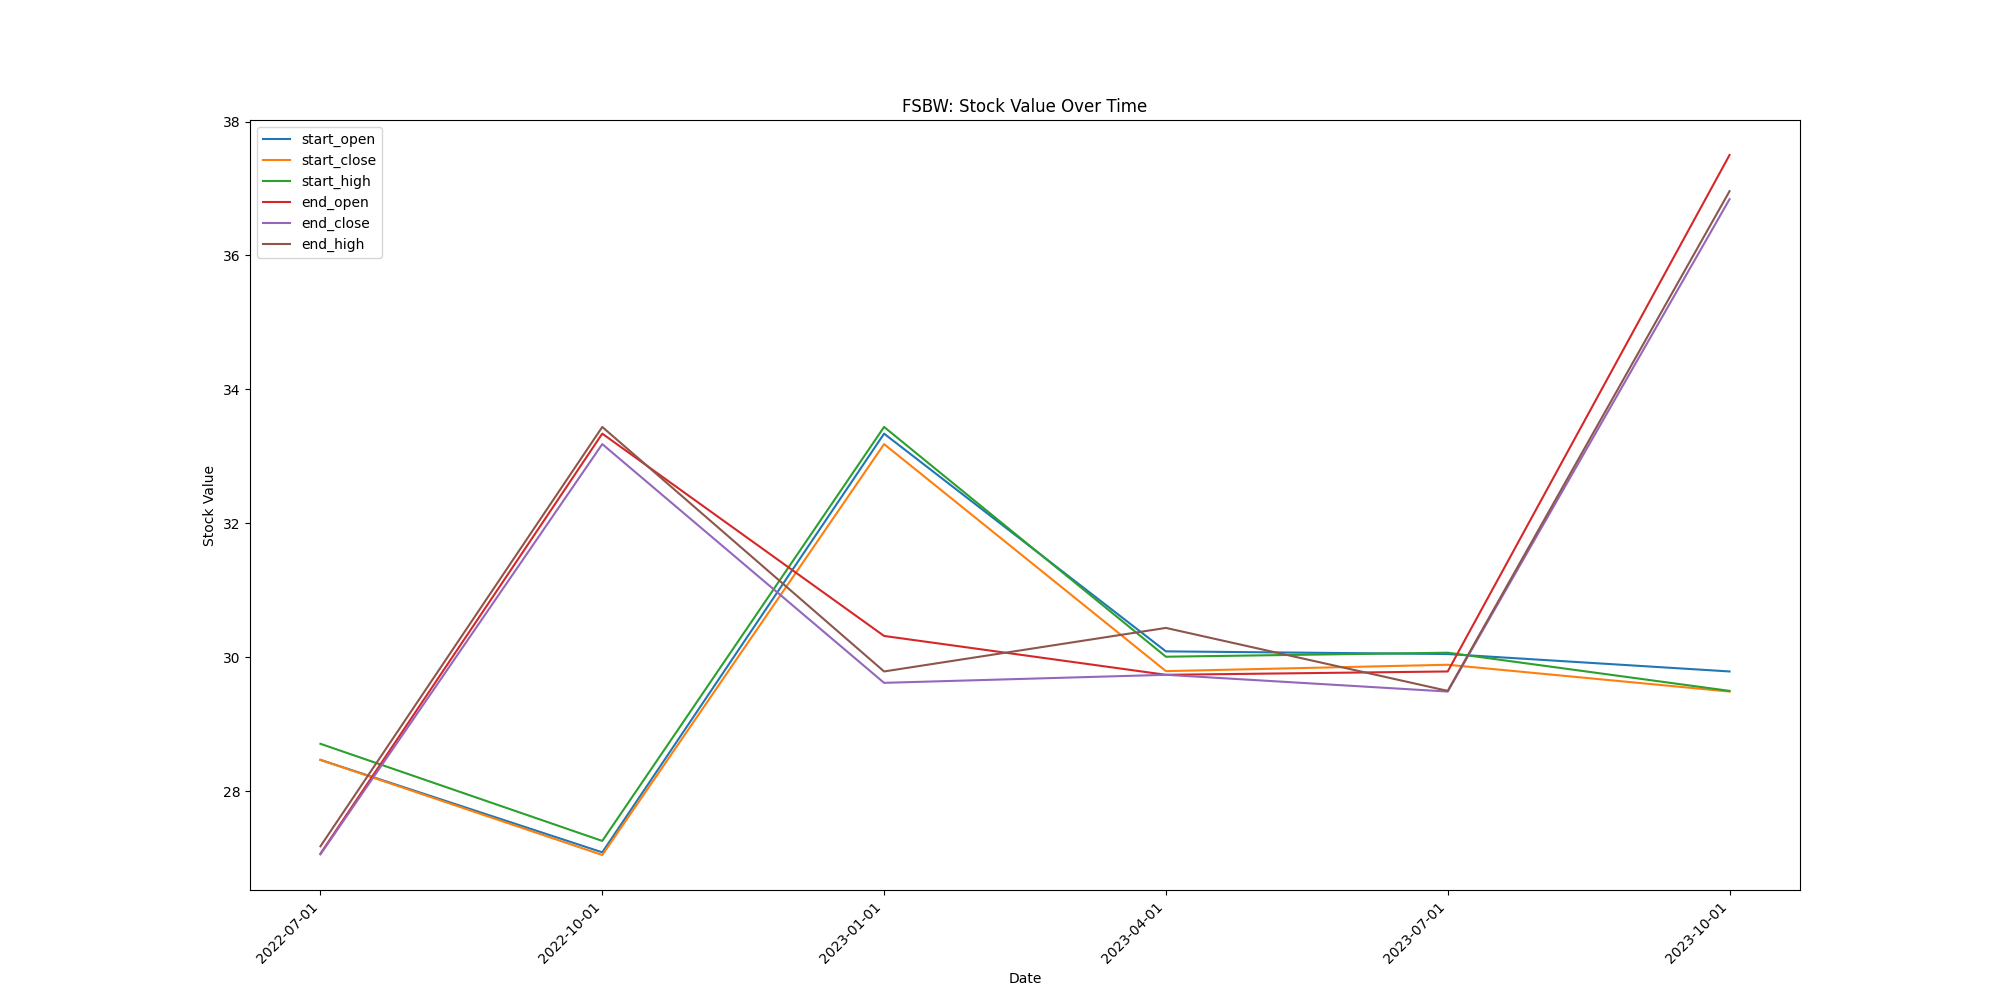 FSBW: Stock Value Over Time
38
36
34
32
30
28
Stock Value
start_open
start_close
start_high
end_open
end_close
end_high
2022-07-01
2022-10-01
2023-01-01
2023-04-01
2023-07-01
2023-10-01
Date